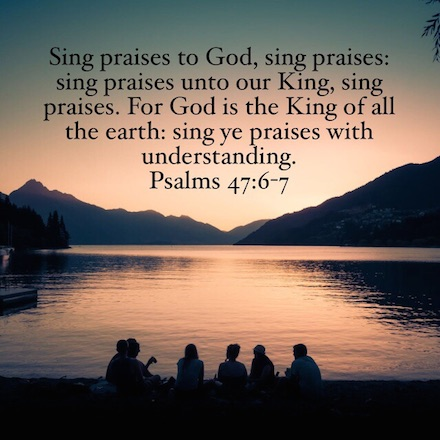 Sing praises to God, sing praises:
sing praises unto our King, sing
praises. For God is the King of all
the earth: sing ye praises with
understanding.
Psalms 47:6-7